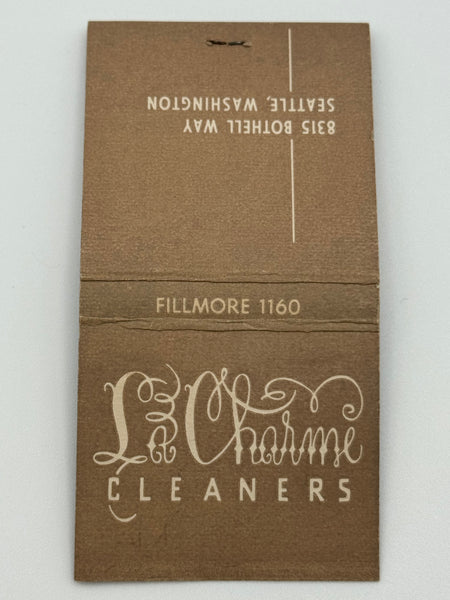 8315 BOTHELL WAY
SEATTLE, WASHINGTON
FILLMORE 1160
La Charme
CLEANERS